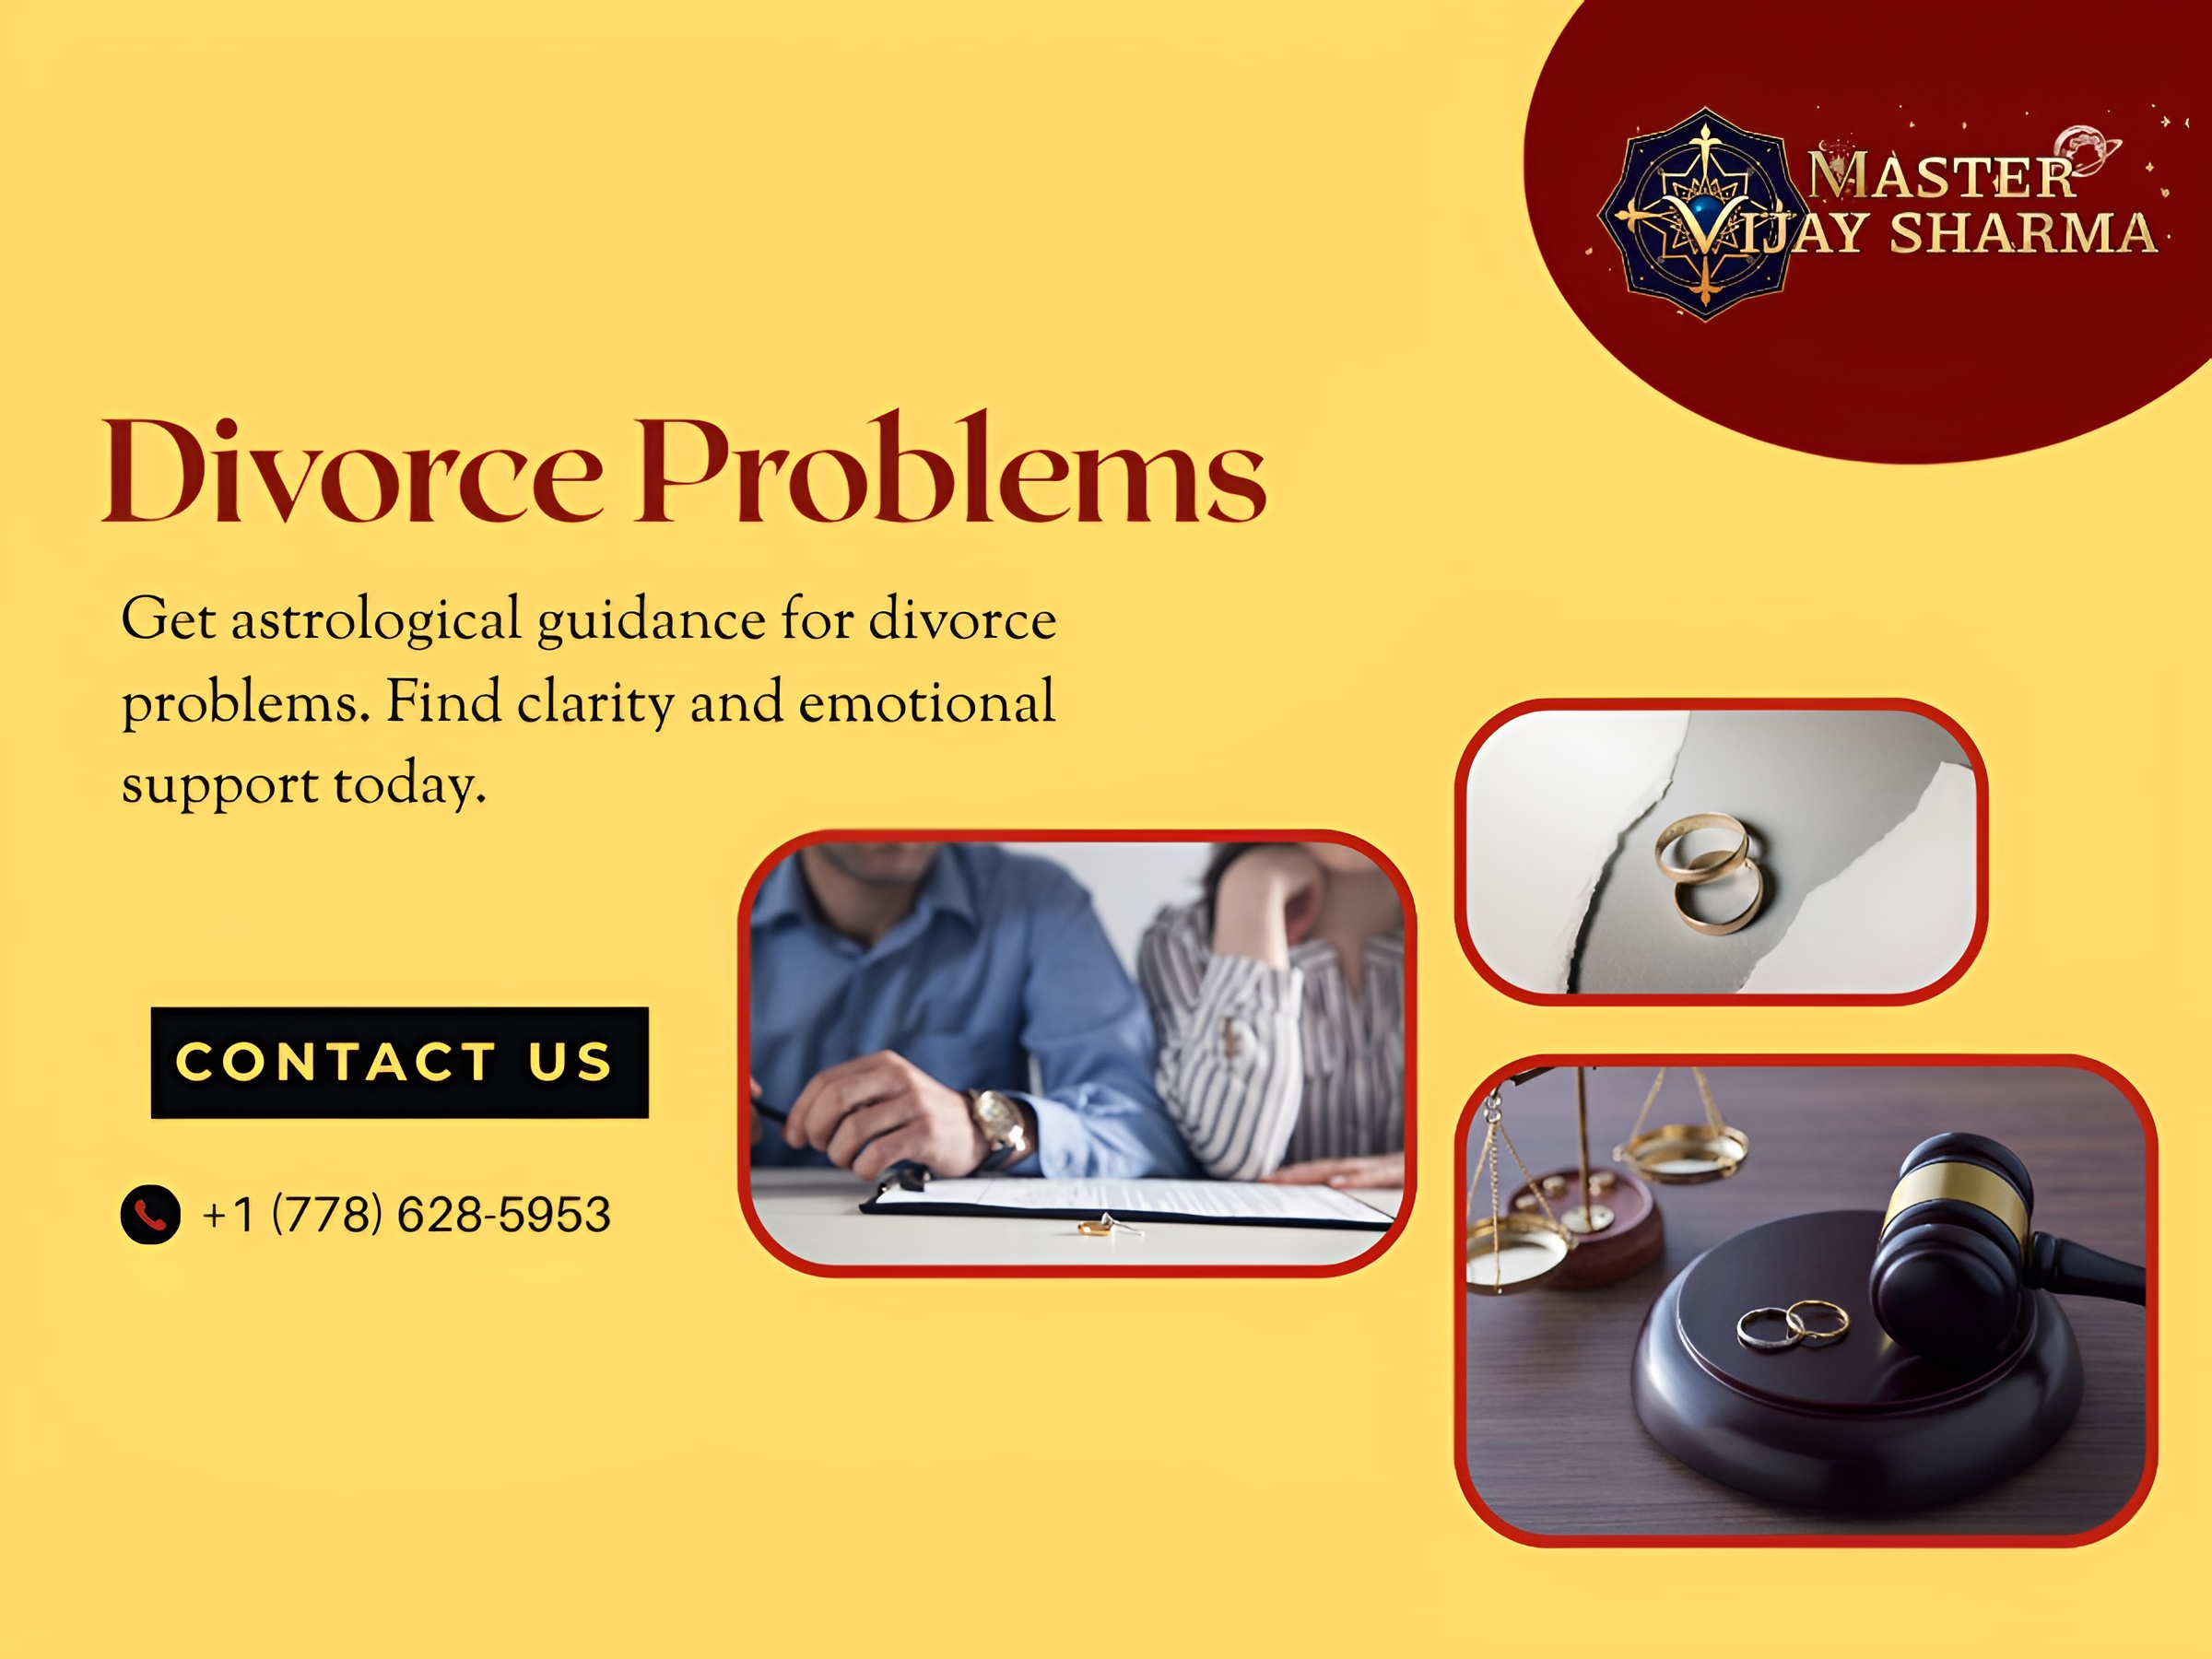 MASTER
VIJAY SHARMA
Divorce Problems
Get astrological guidance for divorce
problems. Find clarity and emotional
support today.
CONTACT US
+1 (778) 628-5953